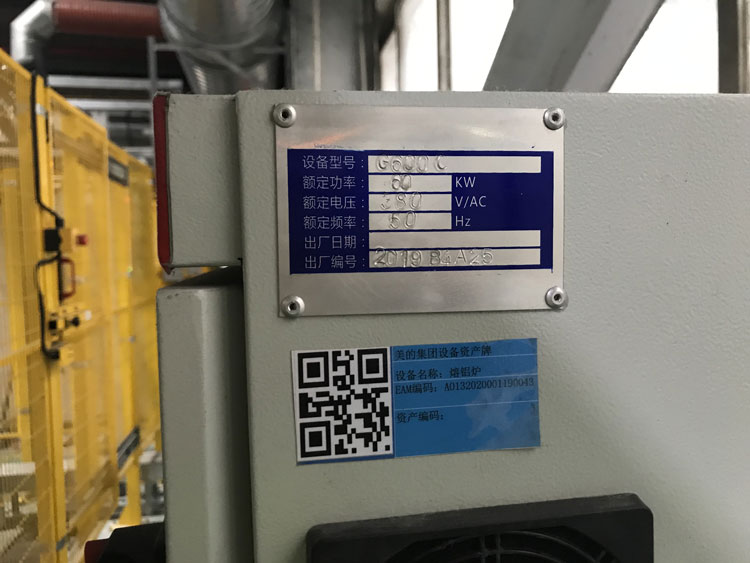 设备型号： G600C
额定功率： 60 KW
额定电压： 380 V/AC
额定频率： 50 Hz
出厂日期：
出厂编号： 2019B4A25
美的集团设备资产牌
设备名称：熔铝炉
EAM编码：A0132020001190043
资产编码：